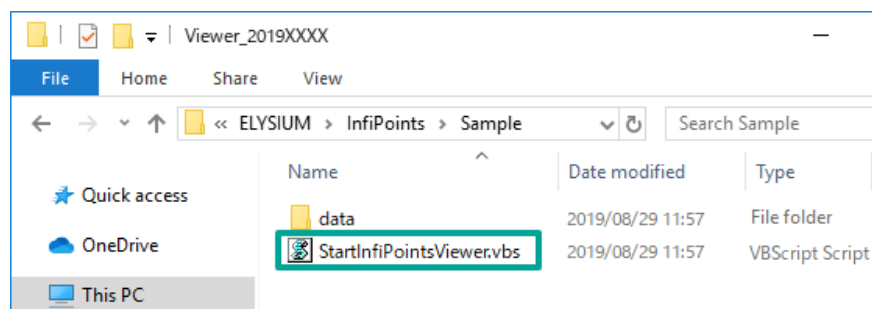 Viewer_2019XXXX
File Home Share View
« ELYSIUM > InfiPoints > Sample Search Sample
Name Date modified Type
Quick access
data 2019/08/29 11:57 File folder
OneDrive
StartInfiPointsViewer.vbs 2019/08/29 11:57 VBScript Script
This PC